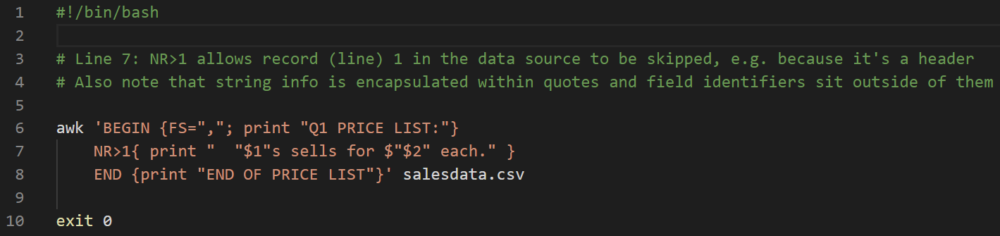 1 #!/bin/bash
2
3 # Line 7: NR>1 allows record (line) 1 in the data source to be skipped, e.g. because it's a header
4 # Also note that string info is encapsulated within quotes and field identifiers sit outside of them
5
6 awk 'BEGIN {FS=","; print "Q1 PRICE LIST:"}
7     NR>1{ print "  "$1"s sells for $"$2" each." }
8     END {print "END OF PRICE LIST"}' salesdata.csv
9
10 exit 0